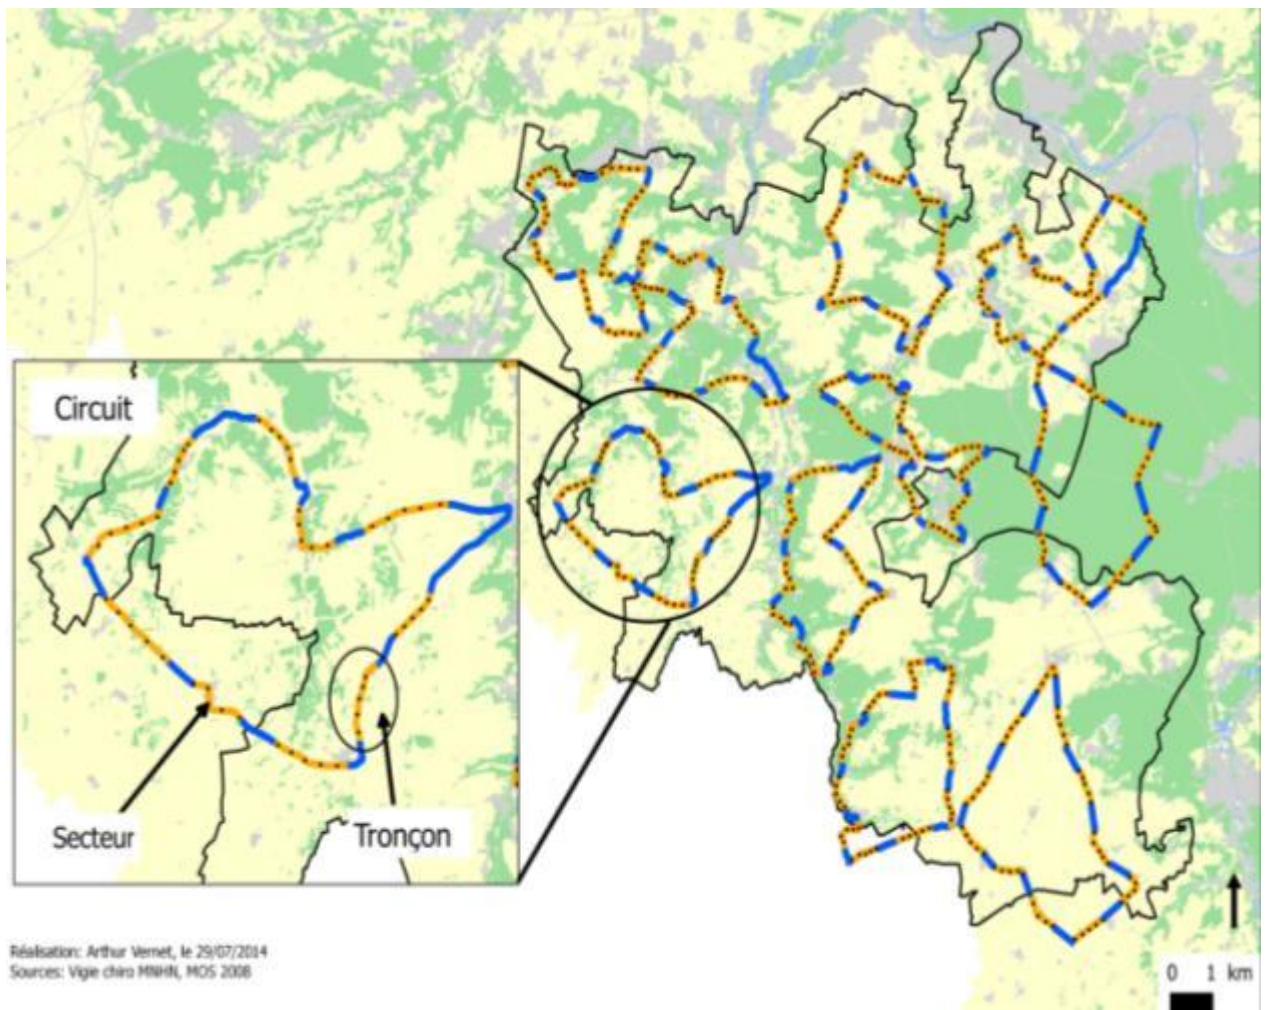 Circuit
Secteur
Tronçon
Réalisation: Arthur Vernet, le 29/07/2014
Sources: Vigie chiro MNHN, MOS 2008
0 1 km